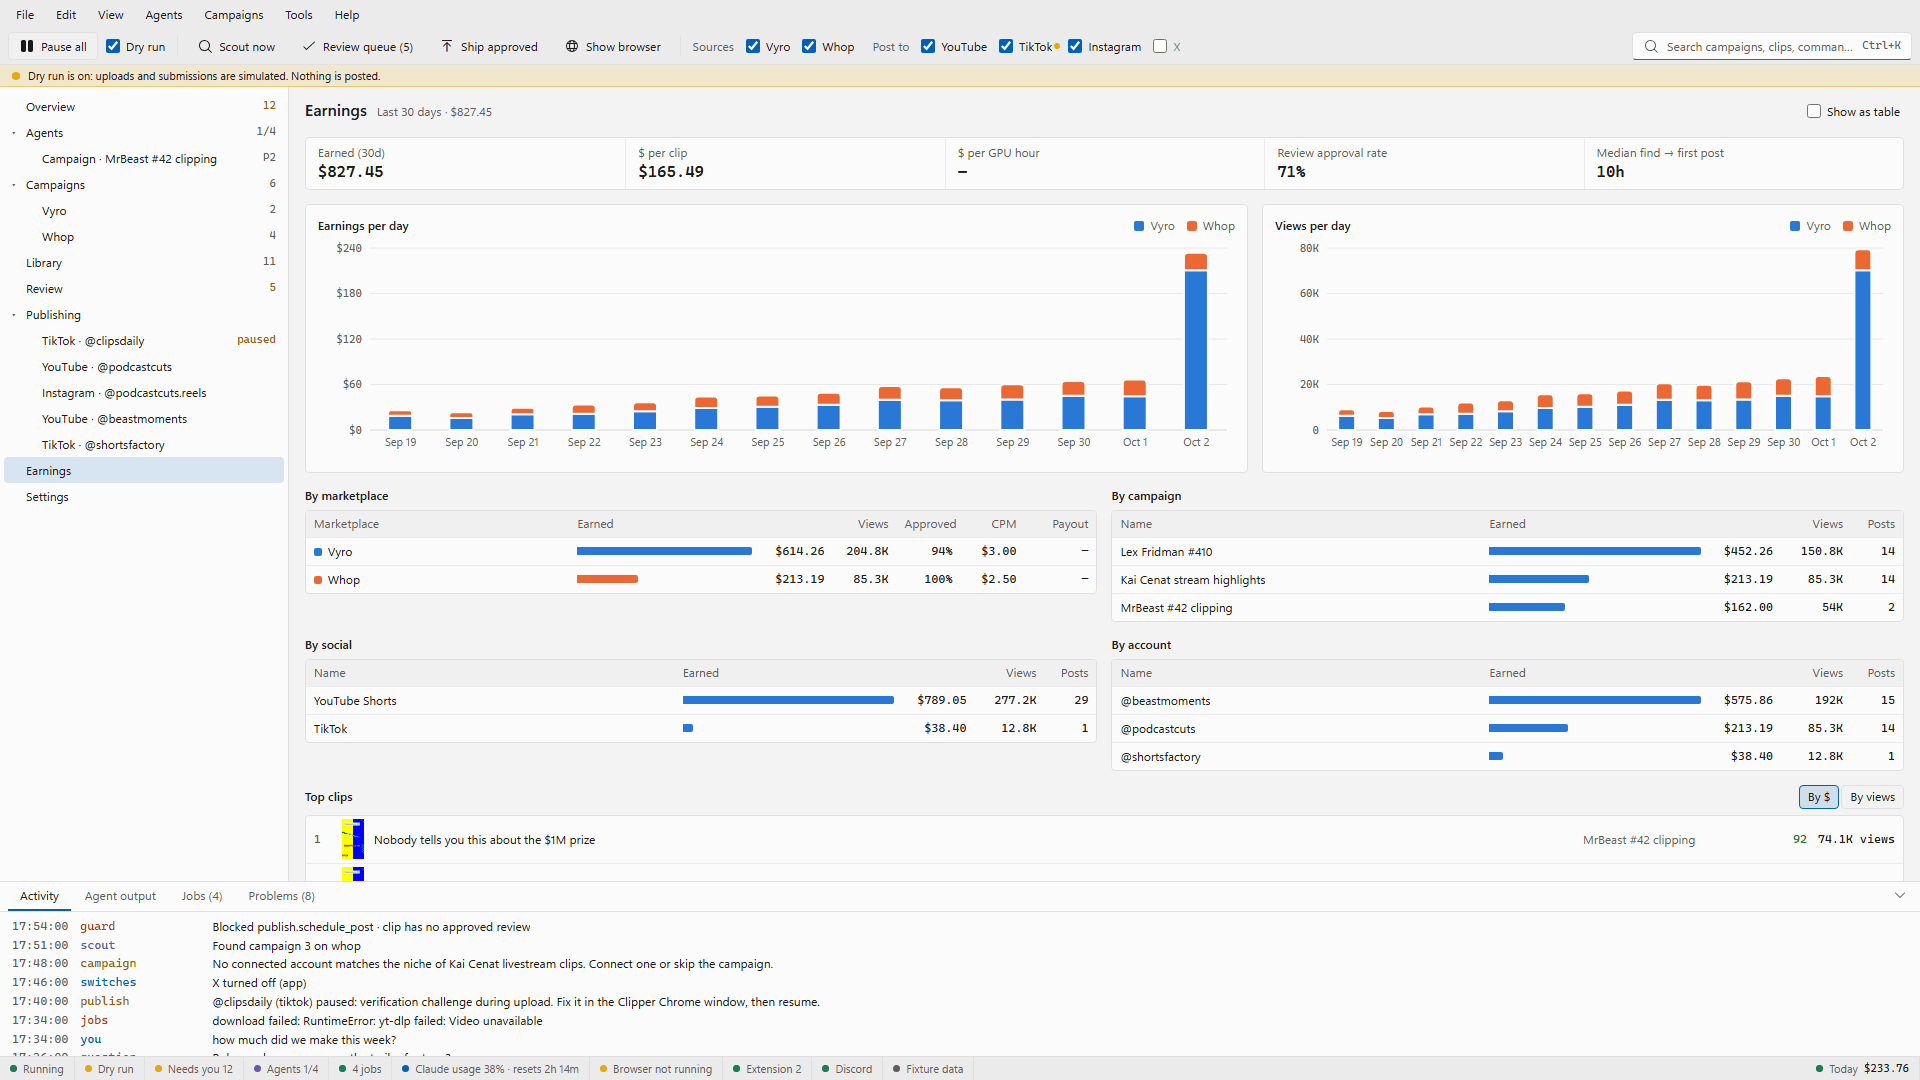 File Edit View Agents Campaigns Tools Help
Pause all Dry run Scout now Review queue (5) Ship approved Show browser Sources Vyro Whop Post to YouTube TikTok Instagram X Search campaigns, clips, comman... Ctrl+K
Dry run is on: uploads and submissions are simulated. Nothing is posted.
Overview 12
Agents 1/4
Campaign · MrBeast #42 clipping P2
Campaigns 6
Vyro 2
Whop 4
Library 11
Review 5
Publishing
TikTok · @clipsdaily paused
YouTube · @podcastcuts
Instagram · @podcastcuts.reels
YouTube · @beastmoments
TikTok · @shortsfactory
Earnings
Settings
Earnings Last 30 days · $827.45 Show as table
Earned (30d) $ per clip $ per GPU hour Review approval rate Median find → first post
$827.45 $165.49 – 71% 10h
Earnings per day Vyro Whop
$240
$180
$120
$60
$0
Sep 19 Sep 20 Sep 21 Sep 22 Sep 23 Sep 24 Sep 25 Sep 26 Sep 27 Sep 28 Sep 29 Sep 30 Oct 1 Oct 2
Views per day Vyro Whop
80K
60K
40K
20K
0
Sep 19 Sep 20 Sep 21 Sep 22 Sep 23 Sep 24 Sep 25 Sep 26 Sep 27 Sep 28 Sep 29 Sep 30 Oct 1 Oct 2
By marketplace
Marketplace Earned Views Approved CPM Payout
Vyro $614.26 204.8K 94% $3.00 –
Whop $213.19 85.3K 100% $2.50 –
By campaign
Name Earned Views Posts
Lex Fridman #410 $452.26 150.8K 14
Kai Cenat stream highlights $213.19 85.3K 14
MrBeast #42 clipping $162.00 54K 2
By social
Name Earned Views Posts
YouTube Shorts $789.05 277.2K 29
TikTok $38.40 12.8K 1
By account
Name Earned Views Posts
@beastmoments $575.86 192K 15
@podcastcuts $213.19 85.3K 14
@shortsfactory $38.40 12.8K 1
Top clips By $ By views
1 Nobody tells you this about the $1M prize MrBeast #42 clipping 92 74.1K views
Activity Agent output Jobs (4) Problems (8)
17:54:00 guard Blocked publish.schedule_post · clip has no approved review
17:51:00 scout Found campaign 3 on whop
17:48:00 campaign No connected account matches the niche of Kai Cenat livestream clips. Connect one or skip the campaign.
17:46:00 switches X turned off (app)
17:40:00 publish @clipsdaily (tiktok) paused: verification challenge during upload. Fix it in the Clipper Chrome window, then resume.
17:34:00 jobs download failed: RuntimeError: yt-dlp failed: Video unavailable
17:34:00 you how much did we make this week?
Running Dry run Needs you 12 Agents 1/4 4 jobs Claude usage 38% · resets 2h 14m Browser not running Extension 2 Discord Fixture data Today $233.76